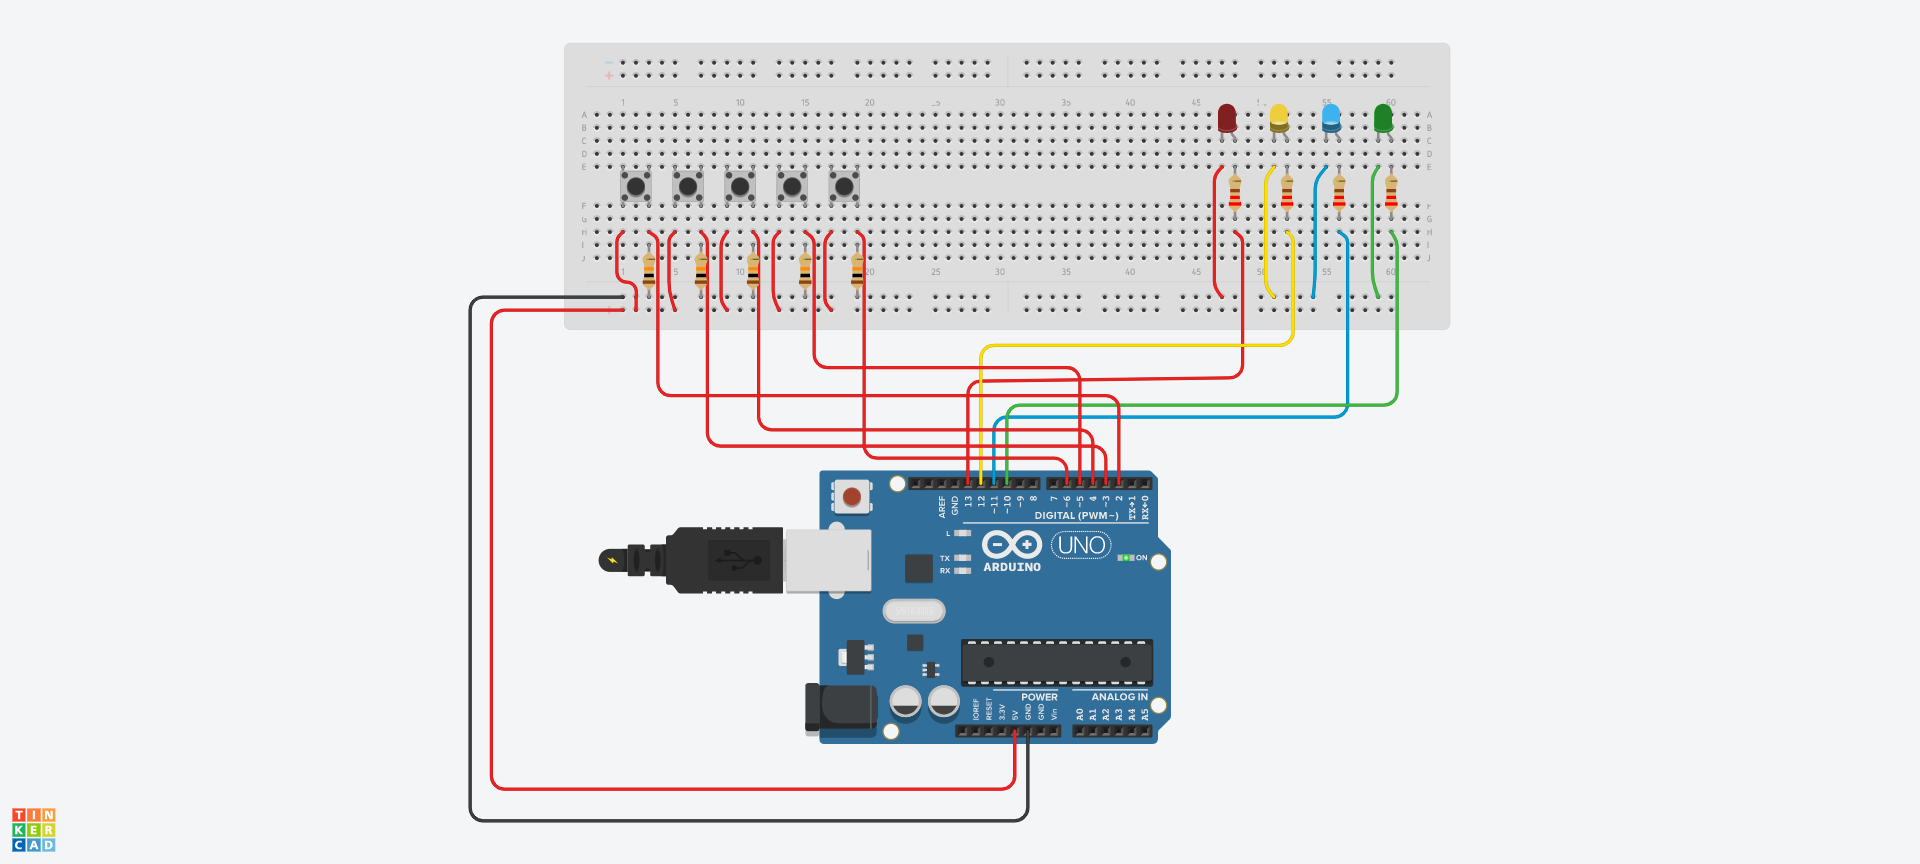 − −
+
1 5 10 15 20 25 30 35 40 45 55 60
A A
B B
C C
D D
E E
F F
G G
H H
I I
J J
1 5 10 15 20 25 30 35 40 45 50 55 60
AREF
GND
13
12
~11
~10
~9
8
7
~6
~5
4
~3
2
TX→1
RX←0
DIGITAL (PWM~)
L
TX
RX
UNO
ARDUINO
ON
POWER
ANALOG IN
IOREF
RESET
3.3V
5V
GND
GND
Vin
A0
A1
A2
A3
A4
A5
TIN
KER
CAD